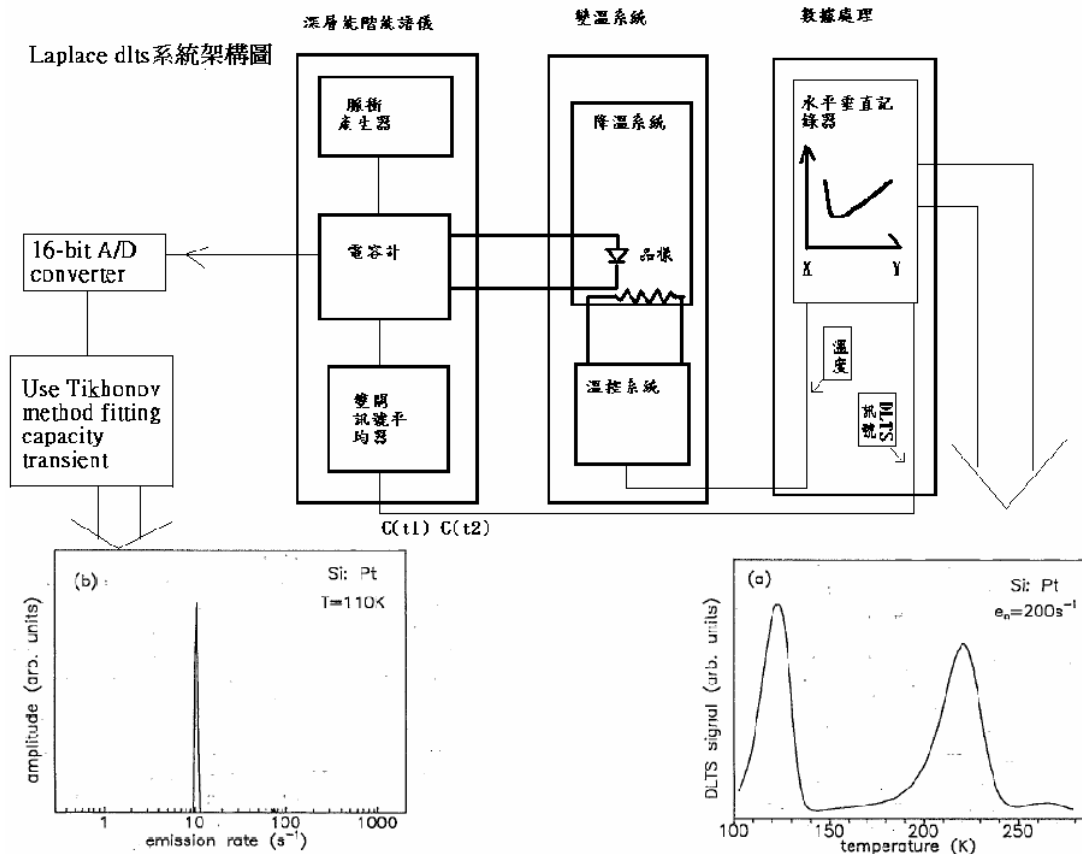 深層能階能譜儀
變溫系統
數據處理
Laplace dlts系統架構圖
脈衝
產生器
降溫系統
水平垂直記
錄器
X Y
16-bit A/D
converter
電容計
品樣
Use Tikhonov
method fitting
capacity
transient
雙閘
訊號平
均器
溫控系統
溫度
DLTS
訊號
C(t1) C(t2)
(b)
Si: Pt
T=110K
amplitude (arb. units)
1 10 100 1000
emission rate (s⁻¹)
(a)
Si: Pt
eₙ=200s⁻¹
DLTS signal (arb. units)
100 150 200 250
temperature (K)